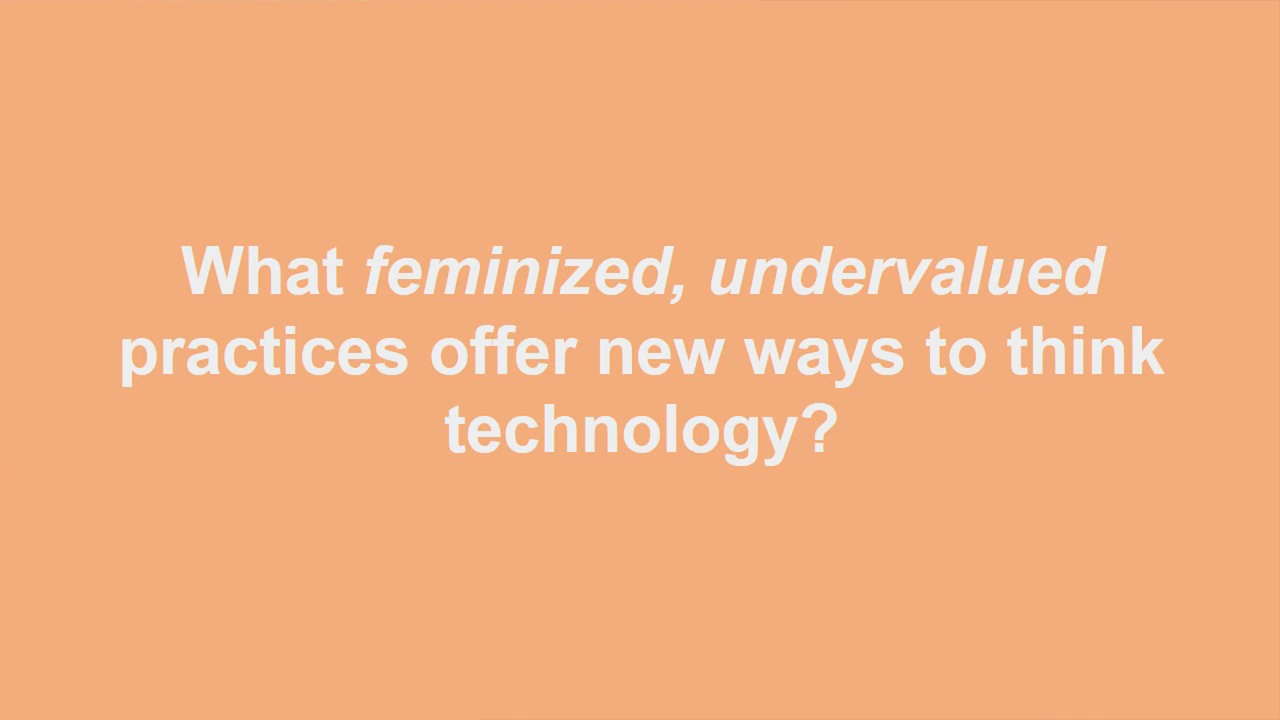 What feminized, undervalued
practices offer new ways to think
technology?